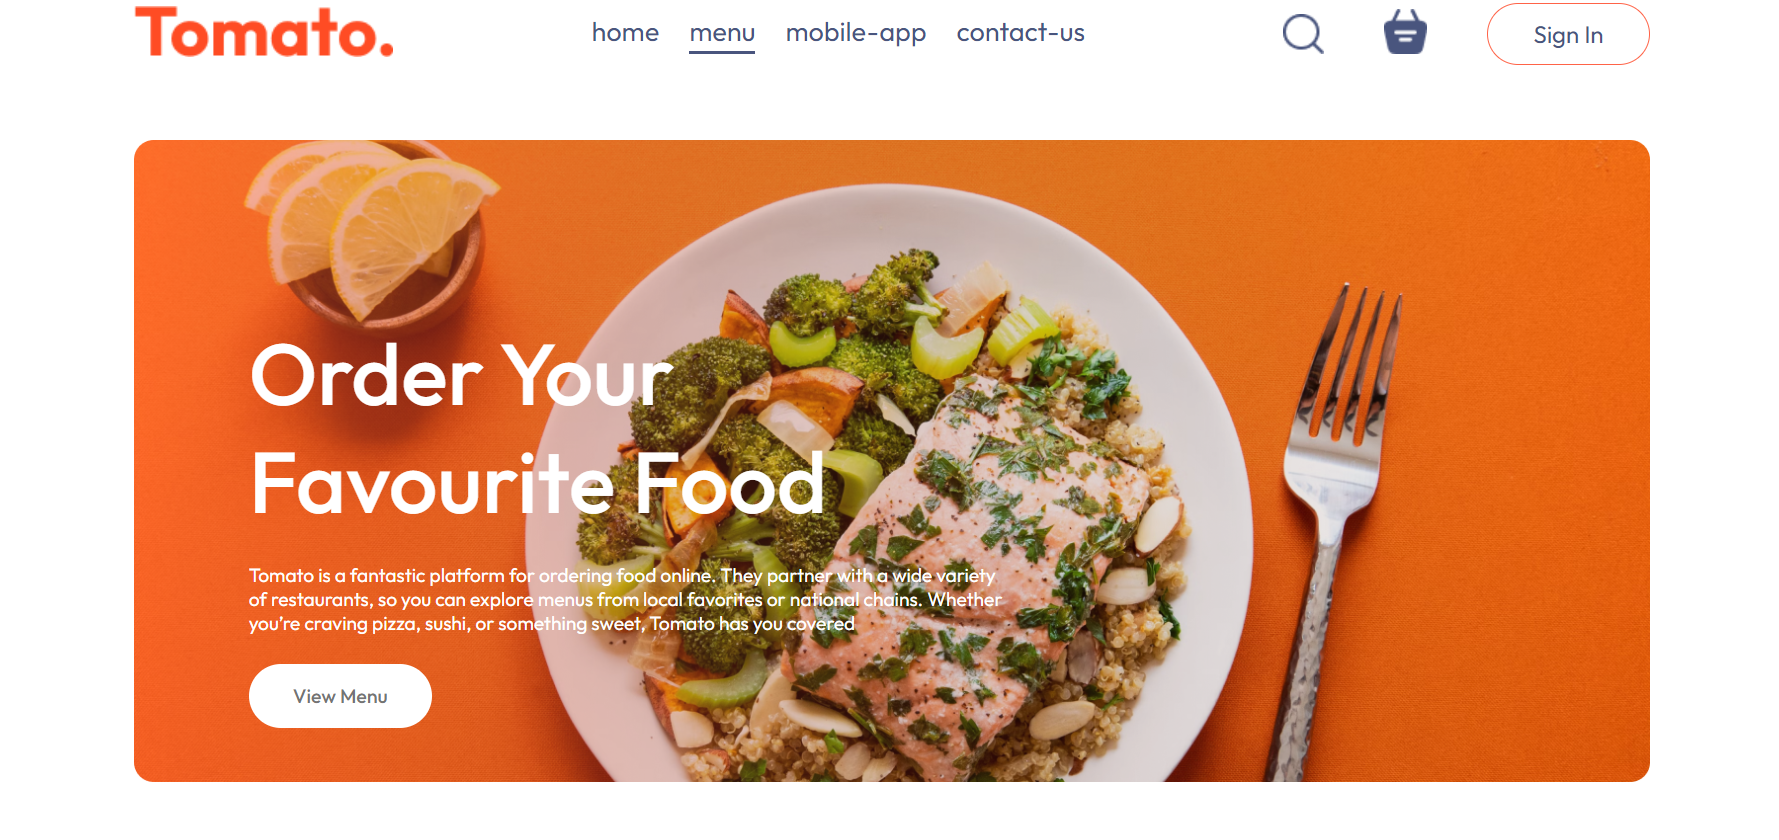 Tomato.
home menu mobile-app contact-us
Sign In
Order Your
Favourite Food
Tomato is a fantastic platform for ordering food online. They partner with a wide variety
of restaurants, so you can explore menus from local favorites or national chains. Whether
you're craving pizza, sushi, or something sweet, Tomato has you covered
View Menu